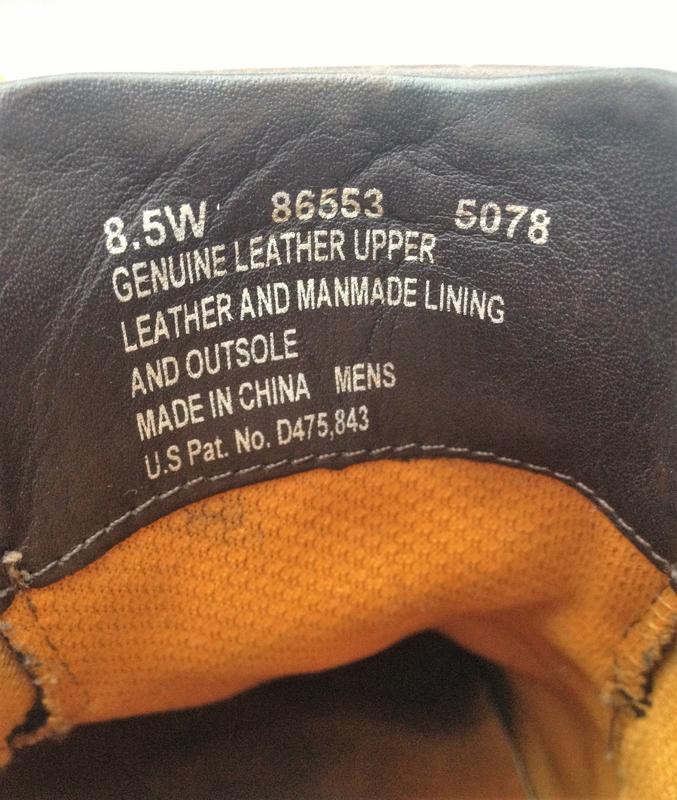 8.5W 86553 5078
GENUINE LEATHER UPPER
LEATHER AND MANMADE LINING
AND OUTSOLE
MADE IN CHINA MENS
U.S Pat. No. D475,843